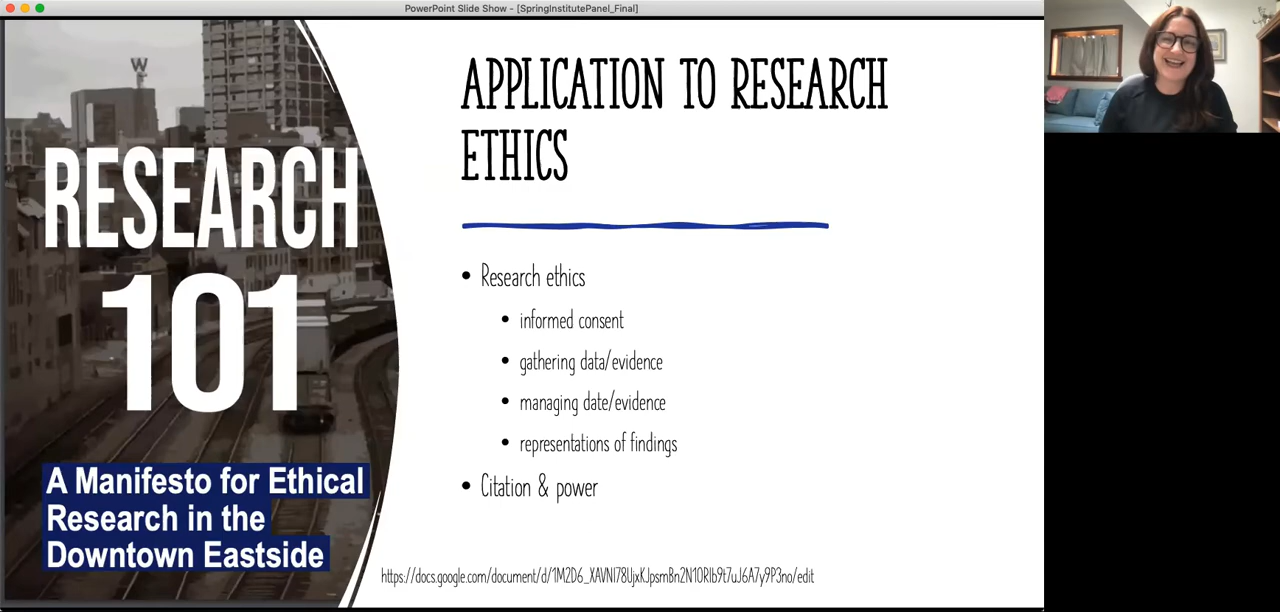 PowerPoint Slide Show - [SpringInstitutePanel_Final]
W
RESEARCH
101
A Manifesto for Ethical
Research in the
Downtown Eastside
APPLICATION TO RESEARCH
ETHICS
• Research ethics
• informed consent
• gathering data/evidence
• managing date/evidence
• representations of findings
• Citation & power